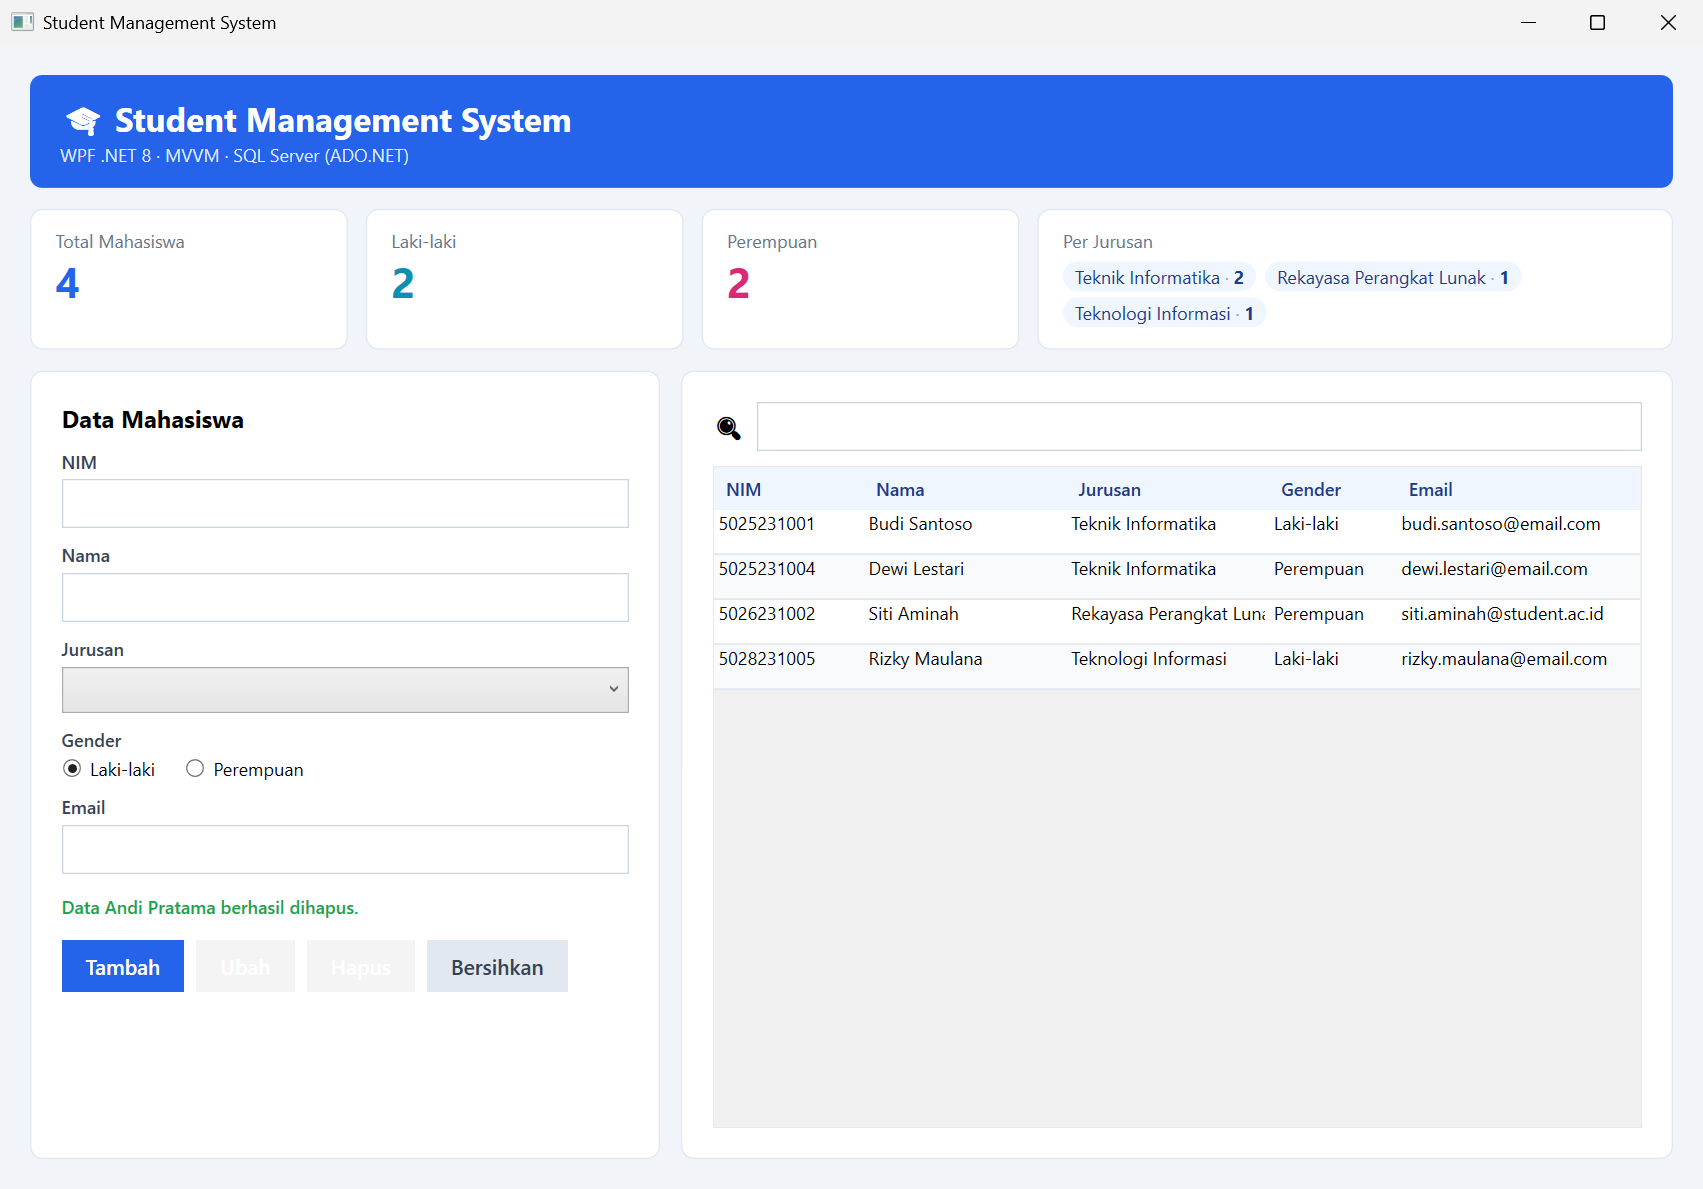 Student Management System
Student Management System
WPF .NET 8 · MVVM · SQL Server (ADO.NET)
Total Mahasiswa
4
Laki-laki
2
Perempuan
2
Per Jurusan
Teknik Informatika · 2
Rekayasa Perangkat Lunak · 1
Teknologi Informasi · 1
Data Mahasiswa
NIM
Nama
Jurusan
Gender
Laki-laki Perempuan
Email
Data Andi Pratama berhasil dihapus.
Tambah Ubah Hapus Bersihkan
NIM Nama Jurusan Gender Email
5025231001 Budi Santoso Teknik Informatika Laki-laki budi.santoso@email.com
5025231004 Dewi Lestari Teknik Informatika Perempuan dewi.lestari@email.com
5026231002 Siti Aminah Rekayasa Perangkat Luna Perempuan siti.aminah@student.ac.id
5028231005 Rizky Maulana Teknologi Informasi Laki-laki rizky.maulana@email.com